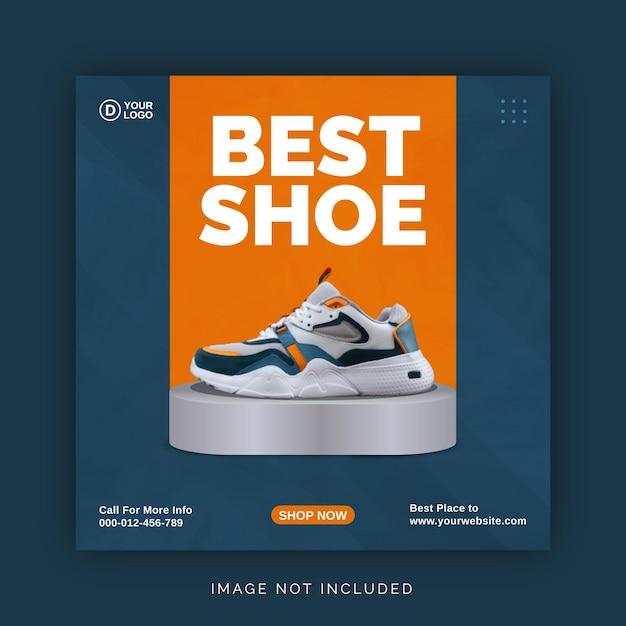 D YOUR
LOGO
BEST
SHOE
Call For More Info
000-012-456-789
SHOP NOW
Best Place to
www.yourwebsite.com
IMAGE NOT INCLUDED